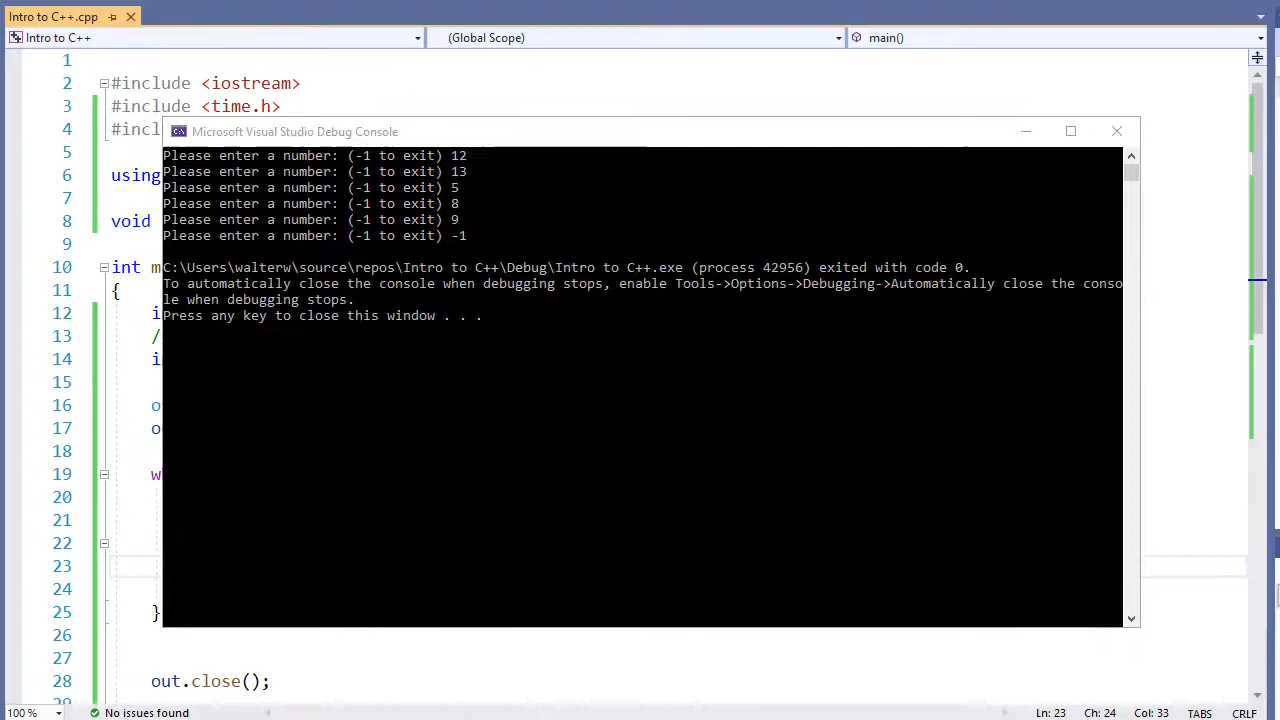 Intro to C++.cpp
Intro to C++ (Global Scope) main()
1
2 #include <iostream>
3 #include <time.h>
4 #incl
5
6 using
7
8 void
9
10 int m
11 {
12 i
13 /
14 i
15
16 o
17 o
18
19 w
20
21
22
23
24
25 }
26
27
28 out.close();
29
Microsoft Visual Studio Debug Console
Please enter a number: (-1 to exit) 12
Please enter a number: (-1 to exit) 13
Please enter a number: (-1 to exit) 5
Please enter a number: (-1 to exit) 8
Please enter a number: (-1 to exit) 9
Please enter a number: (-1 to exit) -1
C:\Users\walterw\source\repos\Intro to C++\Debug\Intro to C++.exe (process 42956) exited with code 0.
To automatically close the console when debugging stops, enable Tools->Options->Debugging->Automatically close the conso
le when debugging stops.
Press any key to close this window . . .
100 % No issues found Ln: 23 Ch: 24 Col: 33 TABS CRLF